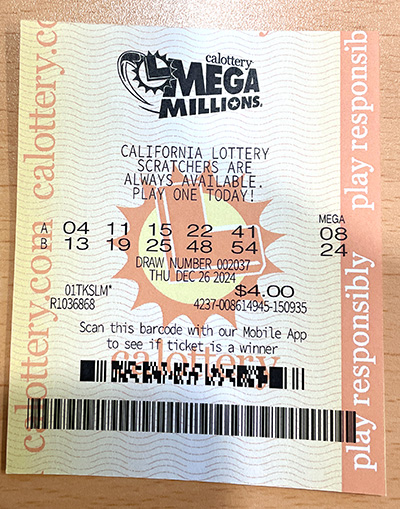 calottery
MEGA
MILLIONS
CALIFORNIA LOTTERY
SCRATCHERS ARE
ALWAYS AVAILABLE.
PLAY ONE TODAY!
MEGA
A 04 11 15 22 41 08
B 13 19 25 48 54 24
DRAW NUMBER 002037
THU DEC 26 2024
01TKSLM* $4.00
R1036868 4237-008614945-150935
Scan this barcode with our Mobile App
to see if ticket is a winner
calottery
calottery.com calottery.co
play responsibly play responsib